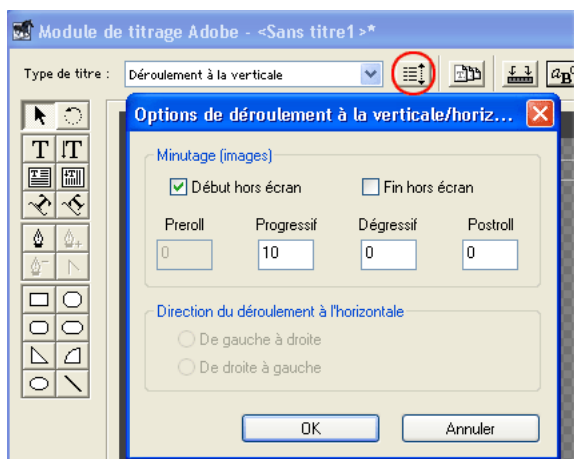 Module de titrage Adobe - <Sans titre1>*
Type de titre : Déroulement à la verticale
Options de déroulement à la verticale/horiz...
Minutage (images)
Début hors écran Fin hors écran
Preroll Progressif Dégressif Postroll
0 10 0 0
Direction du déroulement à l'horizontale
De gauche à droite
De droite à gauche
OK Annuler